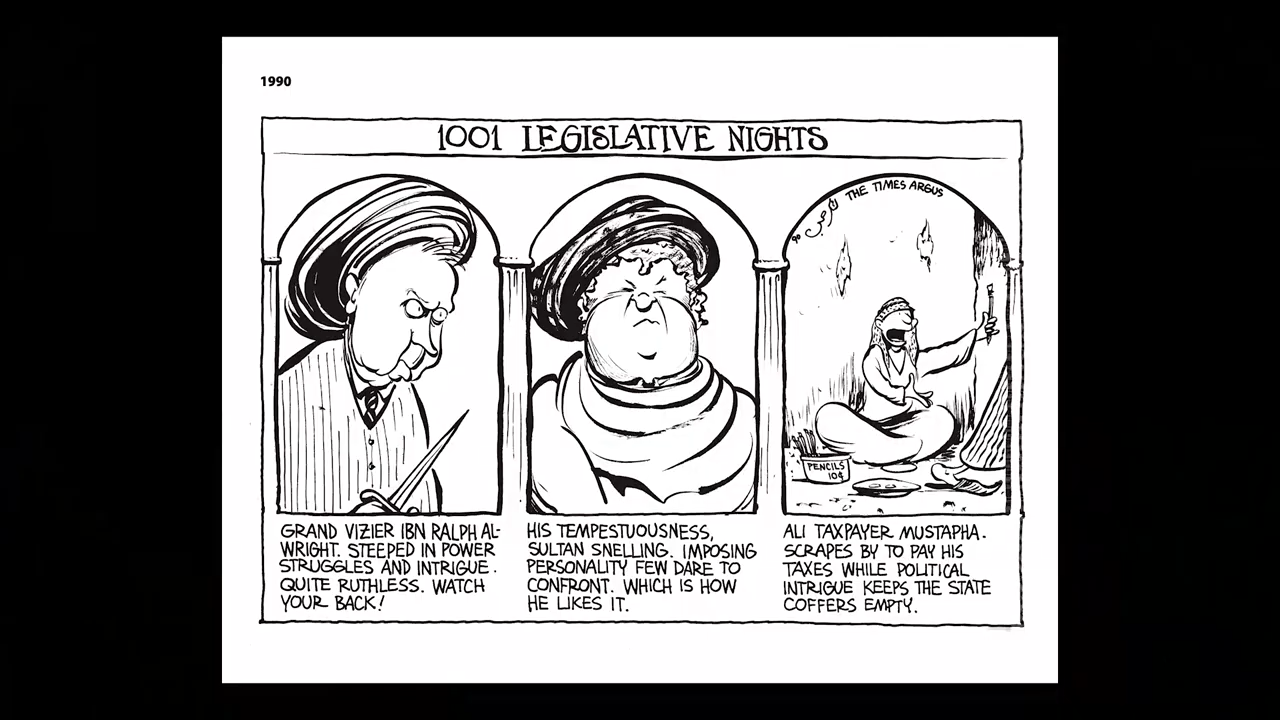 1990
1001 LEGISLATIVE NIGHTS
THE TIMES ARGUS
PENCILS
10¢
GRAND VIZIER IBN RALPH AL-
WRIGHT. STEEPED IN POWER
STRUGGLES AND INTRIGUE.
QUITE RUTHLESS. WATCH
YOUR BACK!
HIS TEMPESTUOUSNESS,
SULTAN SNELLING. IMPOSING
PERSONALITY FEW DARE TO
CONFRONT. WHICH IS HOW
HE LIKES IT.
ALI TAXPAYER MUSTAPHA.
SCRAPES BY TO PAY HIS
TAXES WHILE POLITICAL
INTRIGUE KEEPS THE STATE
COFFERS EMPTY.